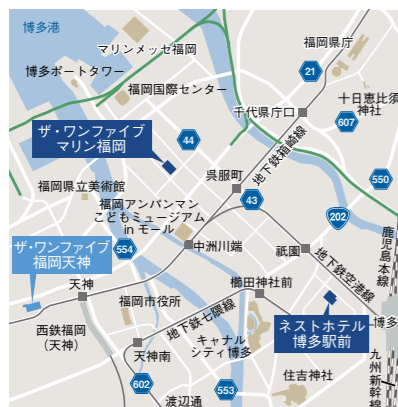 博多港
マリンメッセ福岡
福岡県庁
博多ポートタワー
21
福岡国際センター
十日恵比須
神社
千代県庁口
607
ザ・ワンファイブ
マリン福岡
44
地下鉄箱崎線
呉服町
550
福岡県立美術館
43
福岡アンパンマン
こどもミュージアム
in モール
202
554
中洲川端
祇園
鹿児島本線
ザ・ワンファイブ
福岡天神
地下鉄空港線
櫛田神社前
天神
福岡市役所
地下鉄七隈線
ネストホテル
博多駅前
博多
西鉄福岡
(天神)
キャナル
シティ博多
天神南
九州新幹線
住吉神社
602
553
渡辺通